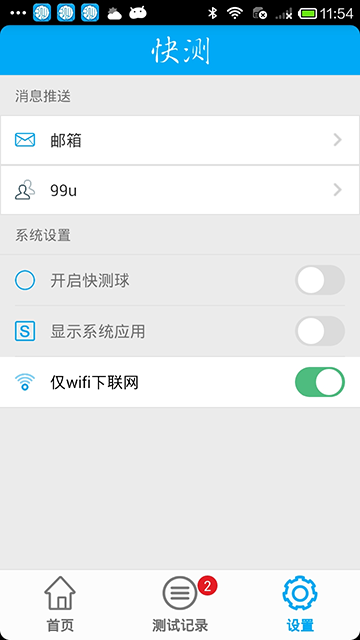 11:54
快测
消息推送
邮箱
99u
系统设置
开启快测球
显示系统应用
S
仅wifi下联网
2
首页
测试记录
设置